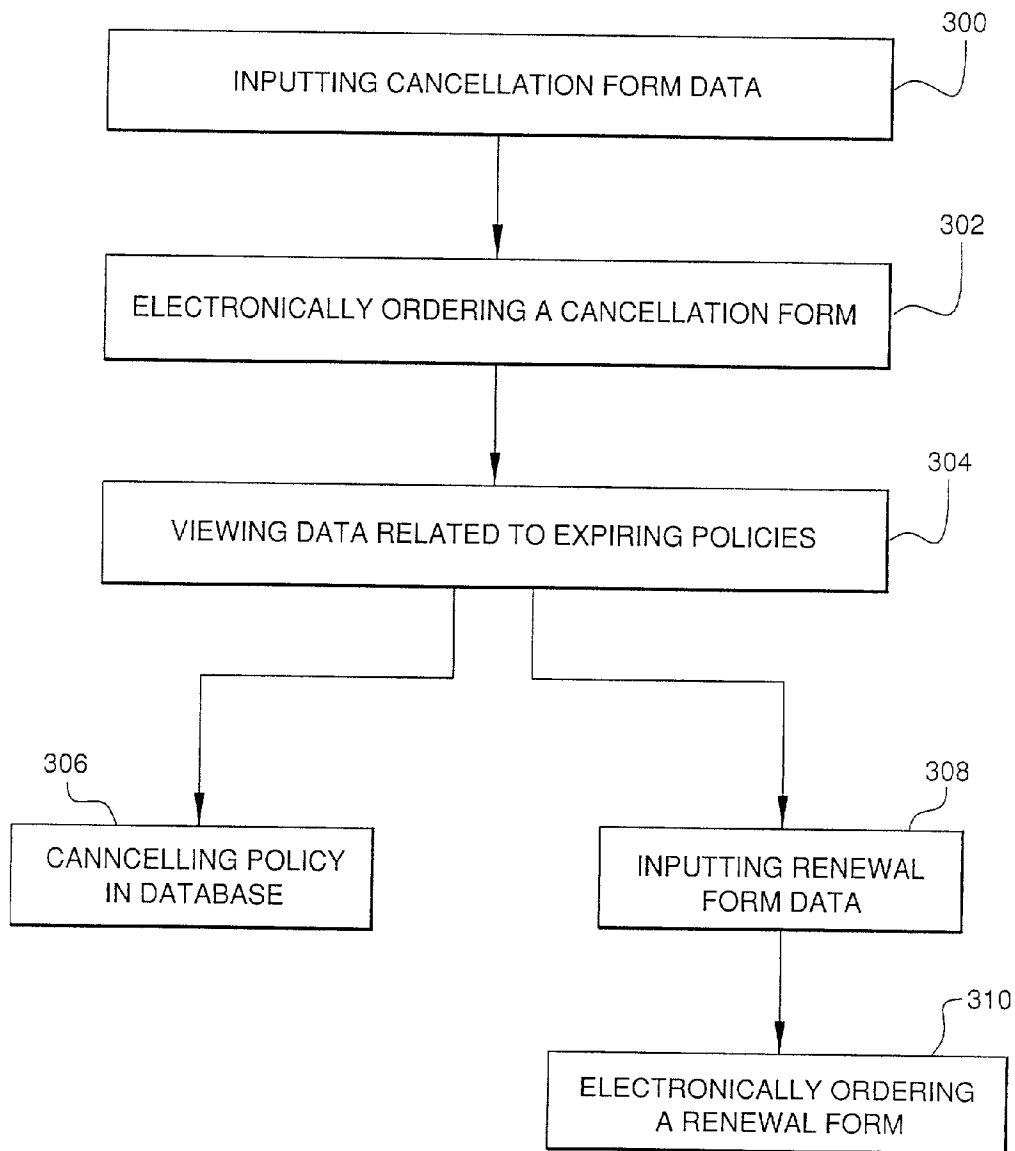 300
INPUTTING CANCELLATION FORM DATA
302
ELECTRONICALLY ORDERING A CANCELLATION FORM
304
VIEWING DATA RELATED TO EXPIRING POLICIES
306
CANNCELLING POLICY
IN DATABASE
308
INPUTTING RENEWAL
FORM DATA
310
ELECTRONICALLY ORDERING
A RENEWAL FORM